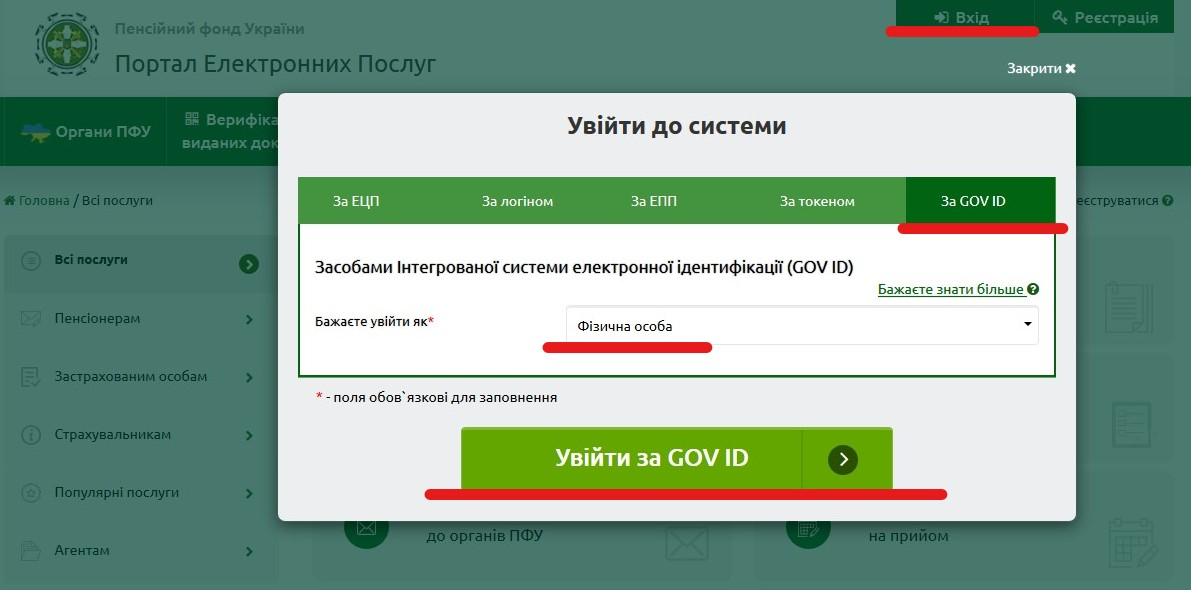 Пенсійний фонд України
Портал Електронних Послуг
Вхід
Реєстрація
Закрити ✖
Органи ПФУ
Верифіка
виданих док
Головна / Всі послуги
еєструватися
Всі послуги
Пенсіонерам
Застрахованим особам
Страхувальникам
Популярні послуги
Агентам
Увійти до системи
За ЕЦП
За логіном
За ЕПП
За токеном
За GOV ID
Засобами Інтегрованої системи електронної ідентифікації (GOV ID)
Бажаєте знати більше
Бажаєте увійти як*
Фізична особа
* - поля обов`язкові для заповнення
Увійти за GOV ID
до органів ПФУ
на прийом